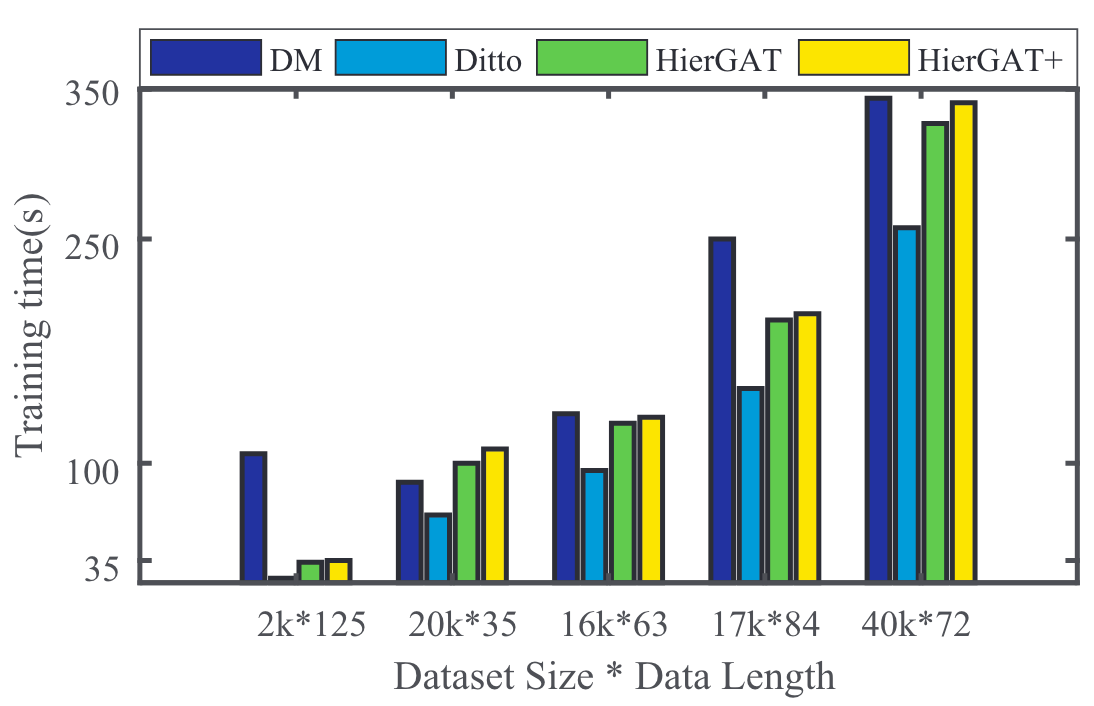 DM Ditto HierGAT HierGAT+
350
250
100
35
Training time(s)
2k*125 20k*35 16k*63 17k*84 40k*72
Dataset Size * Data Length